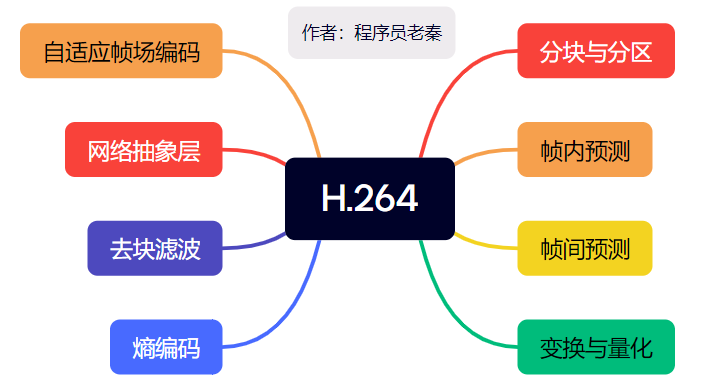 作者：程序员老秦
自适应帧场编码
分块与分区
网络抽象层
帧内预测
H.264
去块滤波
帧间预测
熵编码
变换与量化